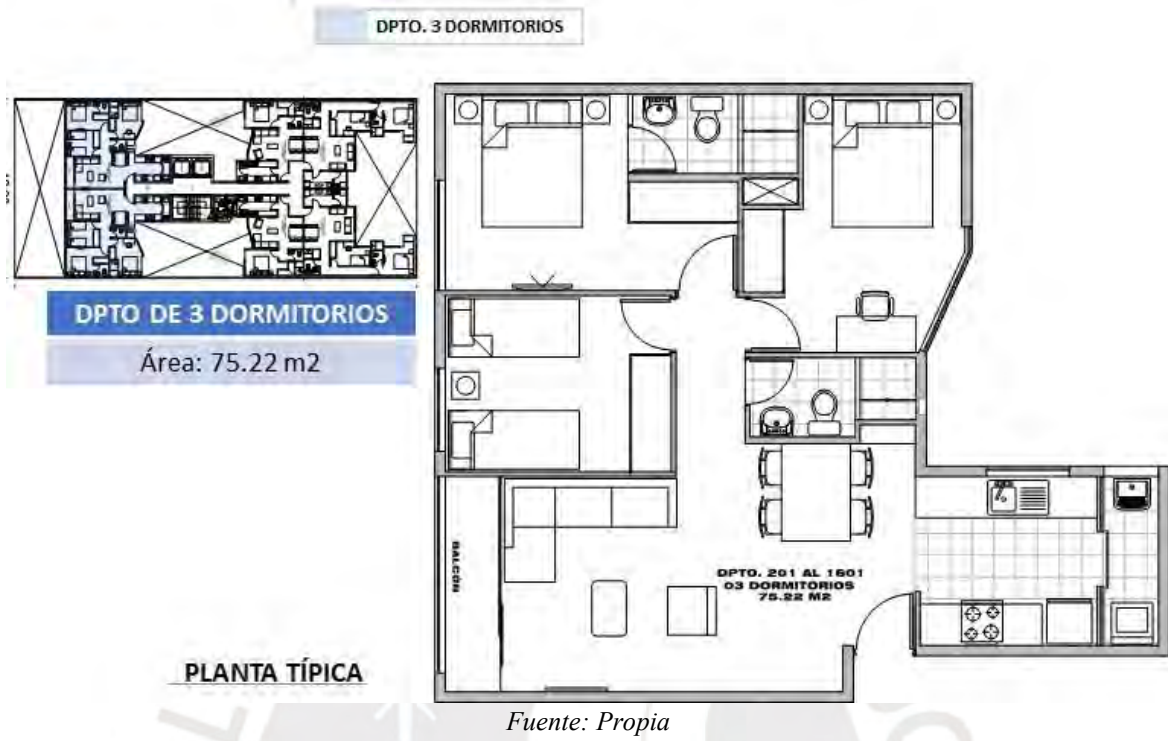 DPTO. 3 DORMITORIOS
DPTO DE 3 DORMITORIOS
Área: 75.22 m2
BALCÓN
DPTO. 201 AL 1601
03 DORMITORIOS
75.22 M2
PLANTA TÍPICA
Fuente: Propia